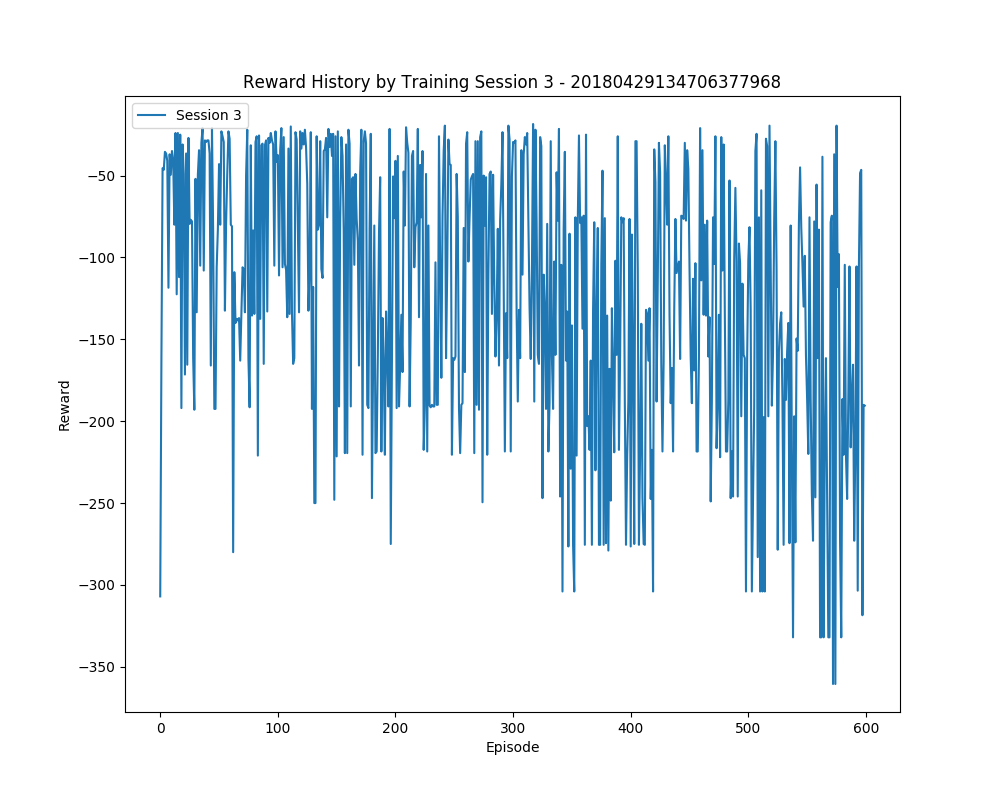 Reward History by Training Session 3 - 20180429134706377968
Session 3
−50
−100
−150
−200
−250
−300
−350
Reward
0 100 200 300 400 500 600
Episode